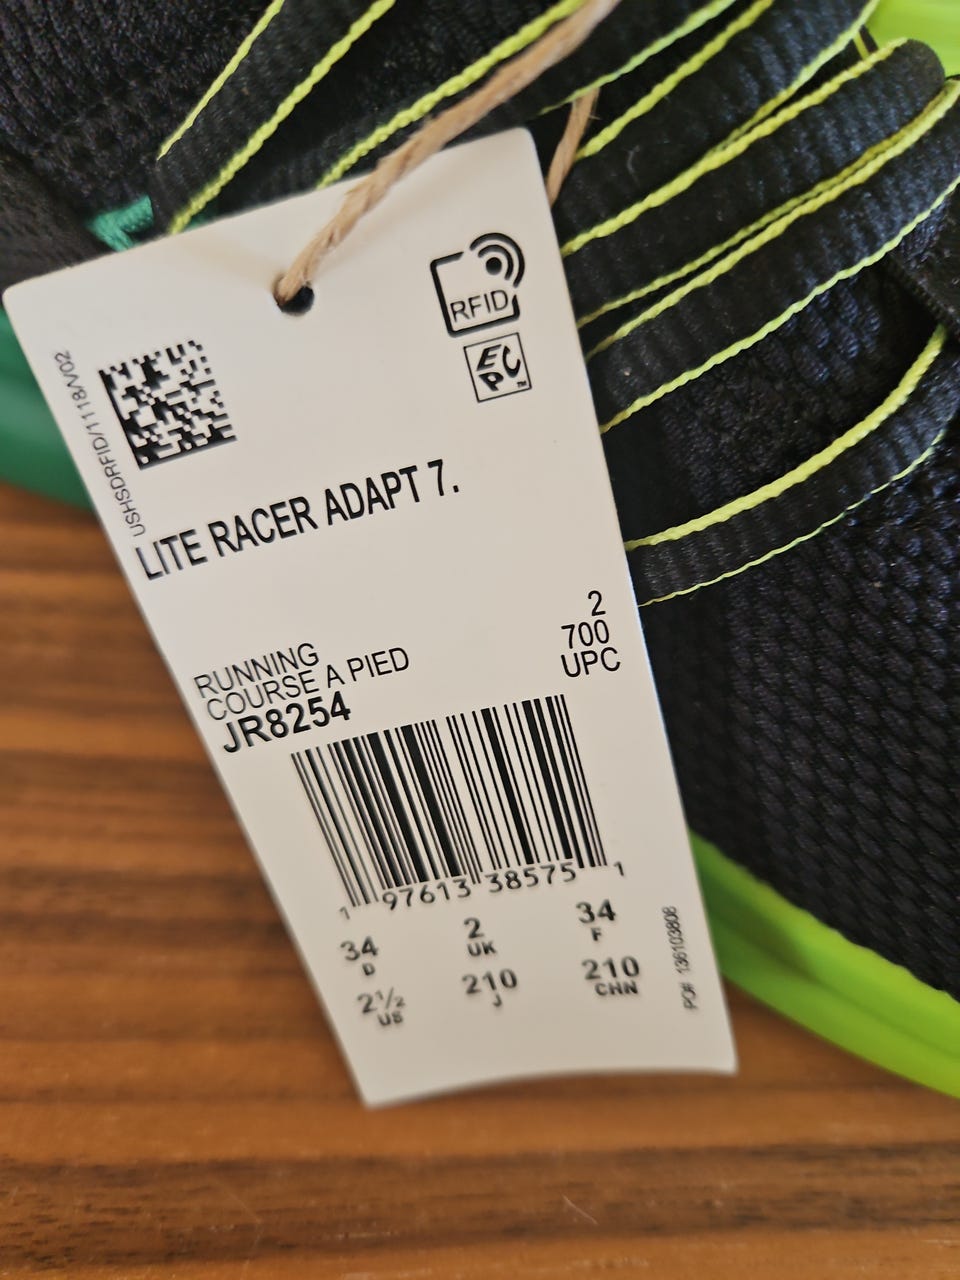 RFID
EPC
TM
USHSDRFID/1118/V02
LITE RACER ADAPT 7.
2
700
UPC
RUNNING
COURSE A PIED
JR8254
1 97613 38575 1
34 2 34
D UK F
2½ 210 210
US J CHN
PO# 136103808